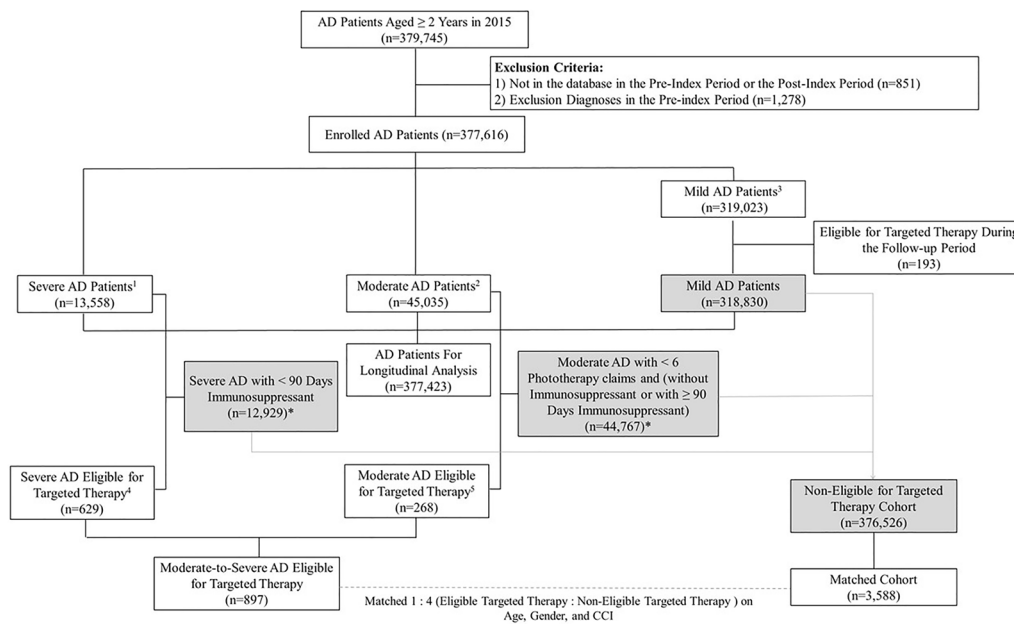 AD Patients Aged ≥ 2 Years in 2015
(n=379,745)
Exclusion Criteria:
1) Not in the database in the Pre-Index Period or the Post-Index Period (n=851)
2) Exclusion Diagnoses in the Pre-index Period (n=1,278)
Enrolled AD Patients (n=377,616)
Mild AD Patients³
(n=319,023)
Eligible for Targeted Therapy During
the Follow-up Period
(n=193)
Severe AD Patients¹
(n=13,558)
Moderate AD Patients²
(n=45,035)
Mild AD Patients
(n=318,830)
AD Patients For
Longitudinal Analysis
(n=377,423)
Severe AD with < 90 Days
Immunosuppressant
(n=12,929)*
Moderate AD with < 6
Phototherapy claims and (without
Immunosuppressant or with ≥ 90
Days Immunosuppressant)
(n=44,767)*
Severe AD Eligible for
Targeted Therapy⁴
(n=629)
Moderate AD Eligible
for Targeted Therapy⁵
(n=268)
Non-Eligible for Targeted
Therapy Cohort
(n=376,526)
Moderate-to-Severe AD Eligible
for Targeted Therapy
(n=897)
Matched 1 : 4 (Eligible Targeted Therapy : Non-Eligible Targeted Therapy ) on
Age, Gender, and CCI
Matched Cohort
(n=3,588)